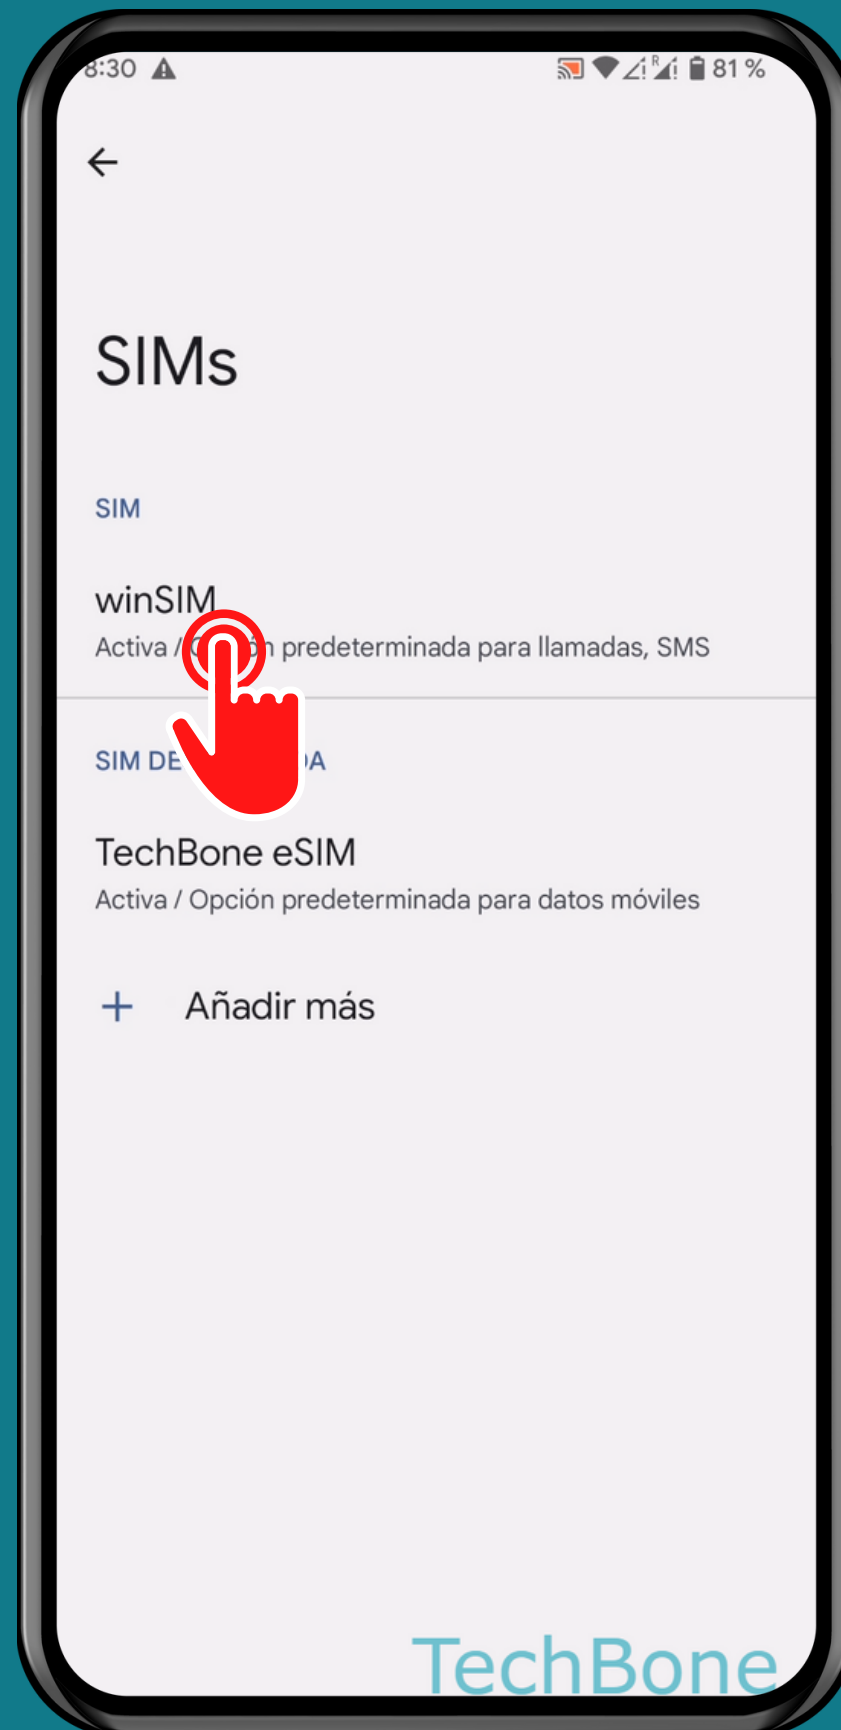 8:30
R 81 %
SIMs
SIM
winSIM
Activa / predeterminada para llamadas, SMS
SIM
TechBone eSIM
Activa / Opción predeterminada para datos móviles
+ Añadir más
TechBone